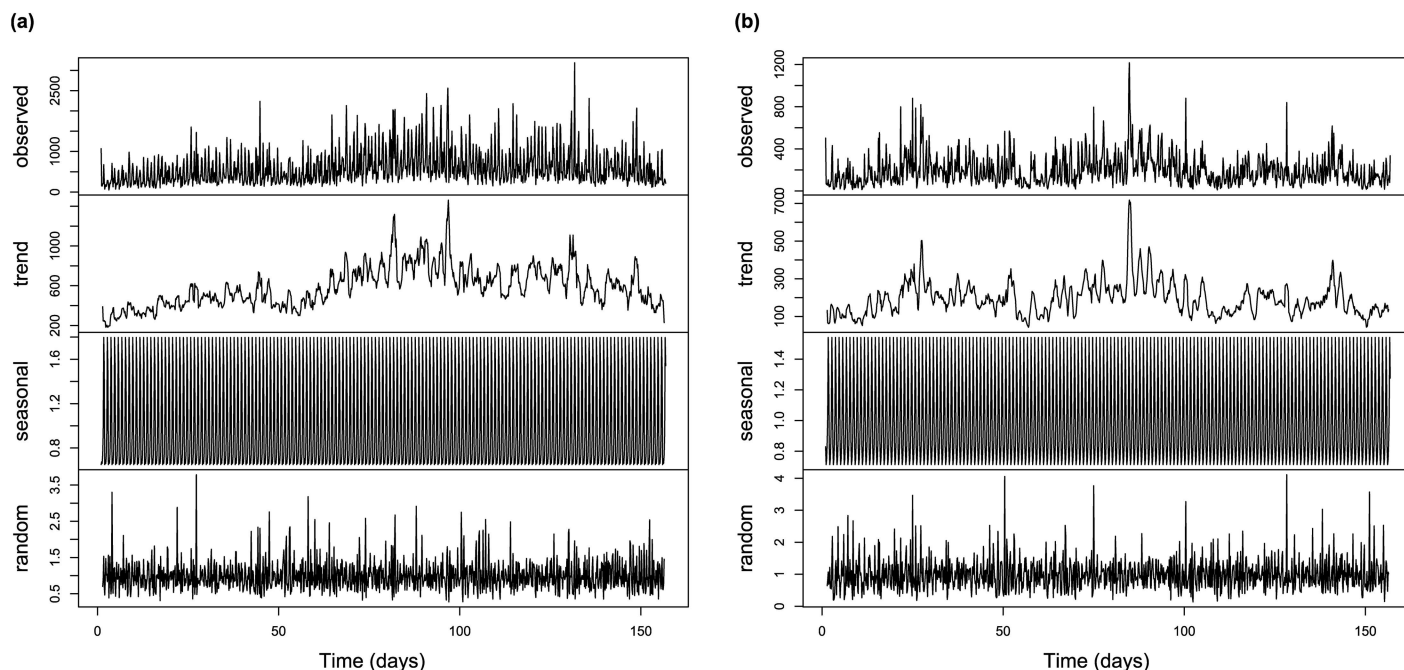 (a)
observed
0 1000 2500
trend
200 600 1000
seasonal
0.8 1.2 1.6
random
0.5 1.5 2.5 3.5
0 50 100 150
Time (days)
(b)
observed
400 800 1200
trend
100 300 500 700
seasonal
0.8 1.0 1.2 1.4
random
0 1 2 3 4
0 50 100 150
Time (days)